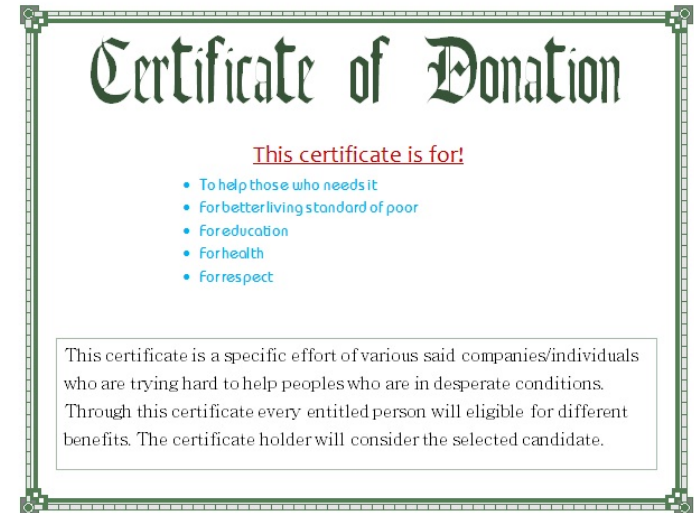 Certificate of Donation
This certificate is for!
• To help those who needs it
• For better living standard of poor
• For education
• For health
• For respect
This certificate is a specific effort of various said companies/individuals
who are trying hard to help peoples who are in desperate conditions.
Through this certificate every entitled person will eligible for different
benefits. The certificate holder will consider the selected candidate.